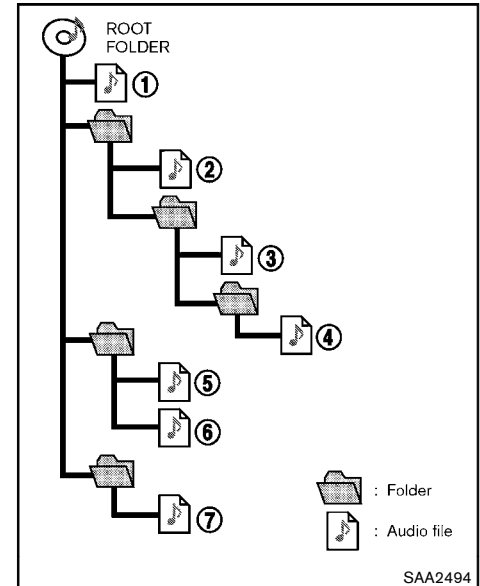 ROOT
FOLDER
1
2
3
4
5
6
7
: Folder
: Audio file
SAA2494